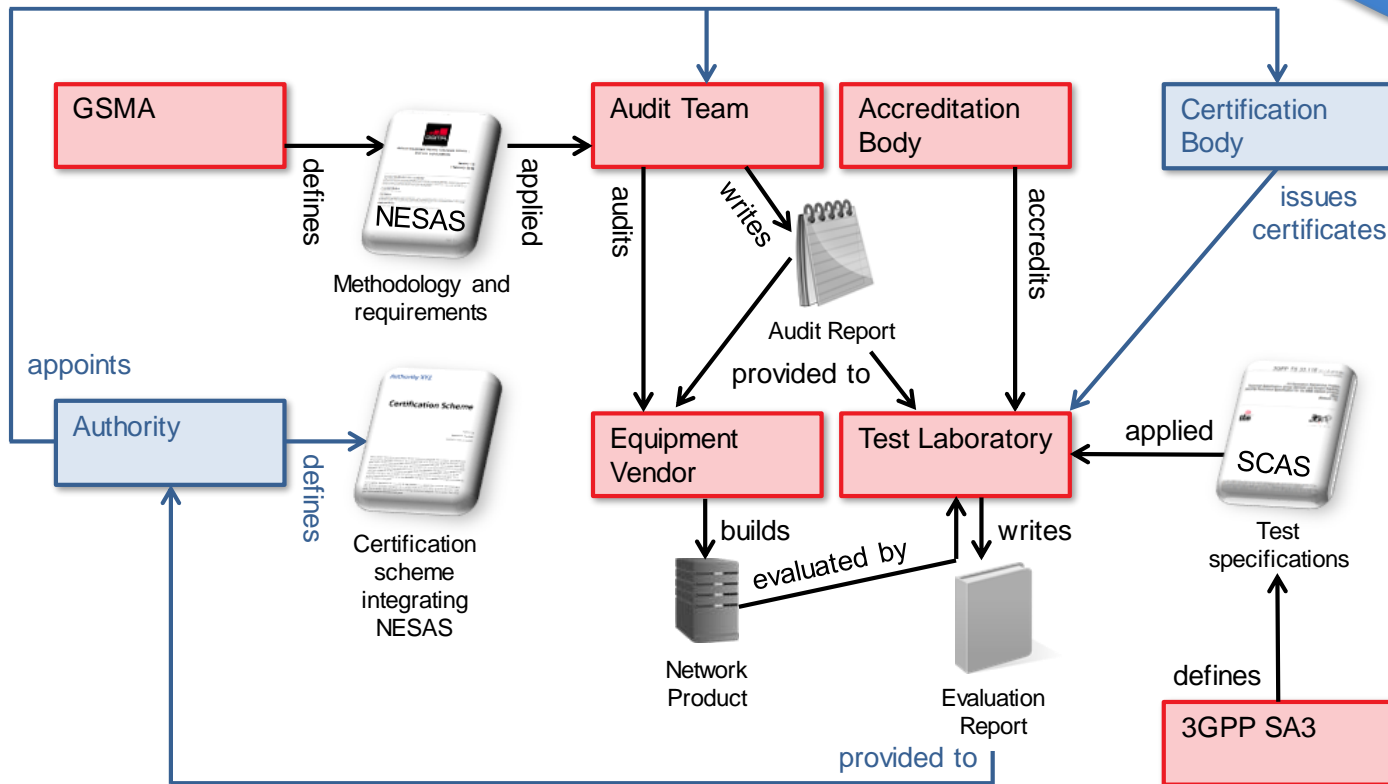 GSMA
defines
NESAS
Methodology and
requirements
applied
Audit Team
audits
writes
Audit Report
provided to
Accreditation
Body
accredits
Certification
Body
issues
certificates
appoints
Authority
defines
Authority XYZ
Certification Scheme
Certification
scheme
integrating
NESAS
Equipment
Vendor
builds
Network
Product
evaluated by
Test Laboratory
writes
Evaluation
Report
provided to
applied
SCAS
Test
specifications
defines
3GPP SA3